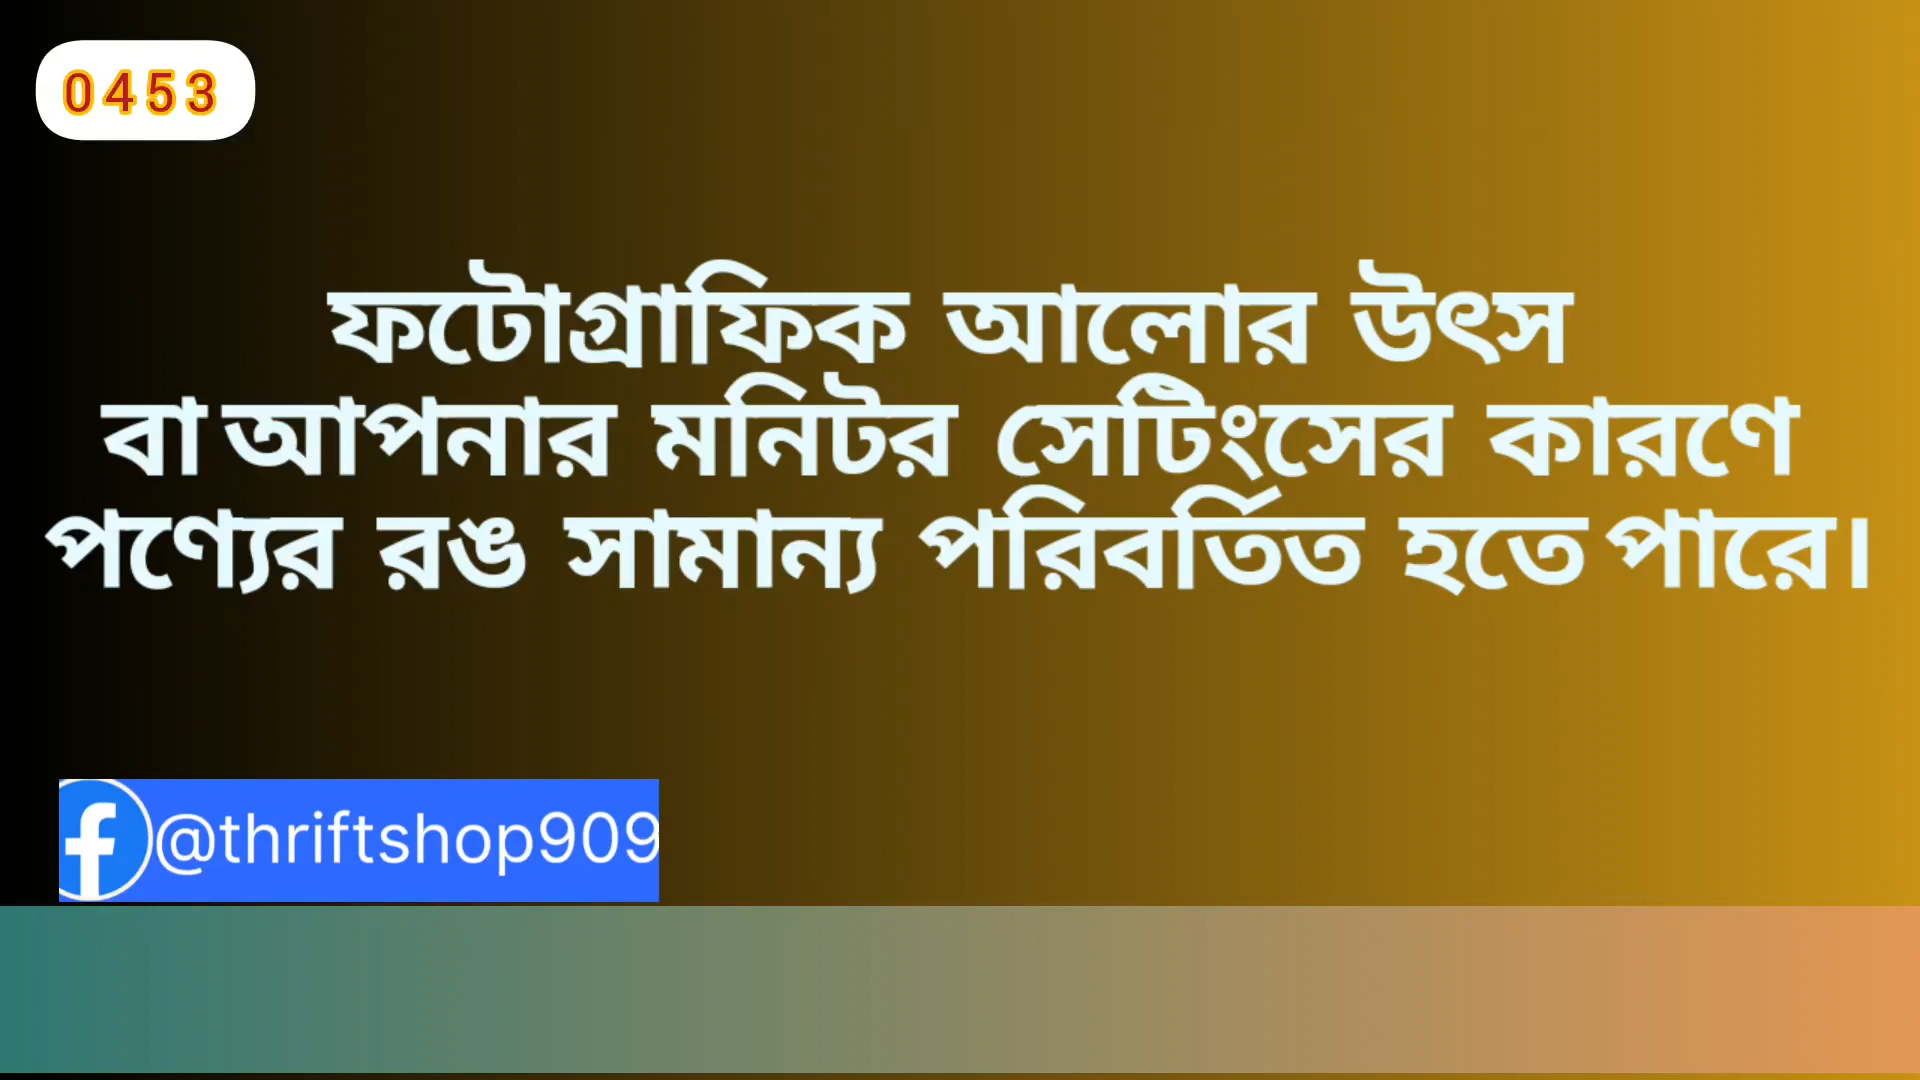 0453
ফটোগ্রাফিক আলোর উৎস
বা আপনার মনিটর সেটিংসের কারণে
পণ্যের রঙ সামান্য পরিবর্তিত হতে পারে।
@thriftshop909